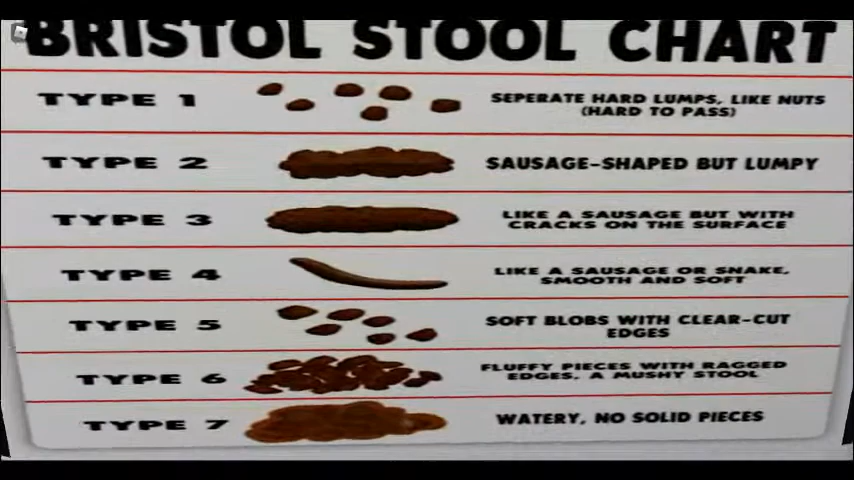 BRISTOL STOOL CHART
TYPE 1
SEPERATE HARD LUMPS, LIKE NUTS
(HARD TO PASS)
TYPE 2
SAUSAGE-SHAPED BUT LUMPY
TYPE 3
LIKE A SAUSAGE BUT WITH
CRACKS ON THE SURFACE
TYPE 4
LIKE A SAUSAGE OR SNAKE,
SMOOTH AND SOFT
TYPE 5
SOFT BLOBS WITH CLEAR-CUT
EDGES
TYPE 6
FLUFFY PIECES WITH RAGGED
EDGES, A MUSHY STOOL
TYPE 7
WATERY, NO SOLID PIECES